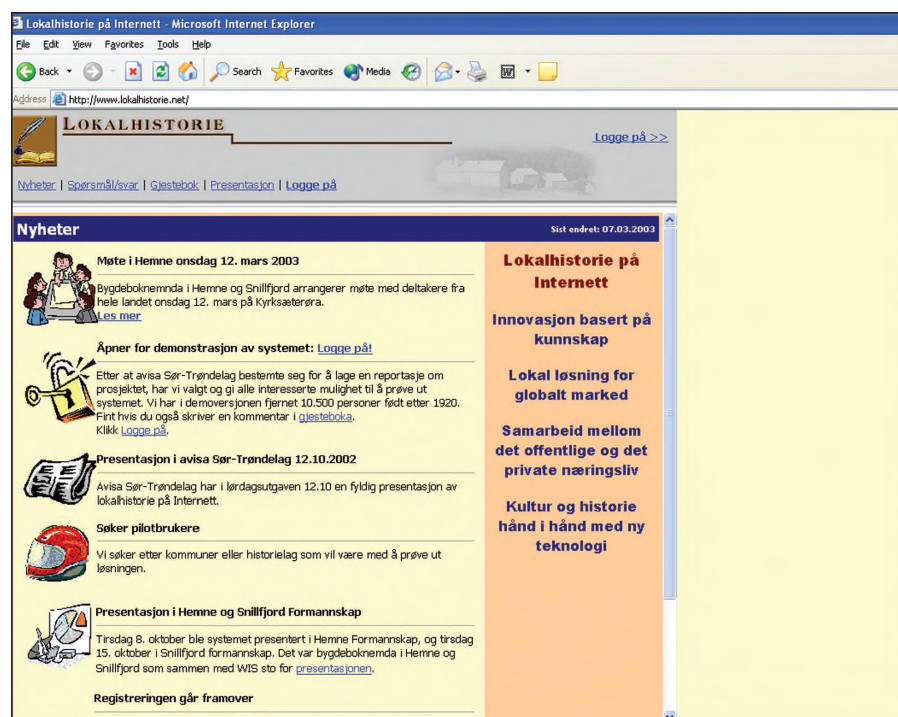 Lokalhistorie på Internett - Microsoft Internet Explorer
File Edit View Favorites Tools Help
Back Search Favorites Media
Address http://www.lokalhistorie.net/
LOKALHISTORIE
Logge på >>
Nyheter | Spørsmål/svar | Gjestebok | Presentasjon | Logge på
Nyheter
Sist endret: 07.03.2003
Møte i Hemne onsdag 12. mars 2003
Bygdeboknemnda i Hemne og Snillfjord arrangerer møte med deltakere fra
hele landet onsdag 12. mars på Kyrksæterøra.
Les mer
Åpner for demonstrasjon av systemet: Logge på!
Etter at avisa Sør-Trøndelag bestemte seg for å lage en reportasje om
prosjektet, har vi valgt og gi alle interesserte mulighet til å prøve ut
systemet. Vi har i demoversjonen fjernet 10.500 personer født etter 1920.
Fint hvis du også skriver en kommentar i gjesteboka.
Klikk Logge på.
Presentasjon i avisa Sør-Trøndelag 12.10.2002
Avisa Sør-Trøndelag har i lørdagsutgaven 12.10 en fyldig presentasjon av
lokalhistorie på Internett.
Søker pilotbrukere
Vi søker etter kommuner eller historielag som vil være med å prøve ut
løsningen.
Presentasjon i Hemne og Snillfjord Formannskap
Tirsdag 8. oktober ble systemet presentert i Hemne Formannskap, og tirsdag
15. oktober i Snillfjord formannskap. Det var bygdeboknemda i Hemne og
Snillfjord som sammen med WIS sto for presentasjonen.
Registreringen går framover
Lokalhistorie på
Internett
Innovasjon basert på
kunnskap
Lokal løsning for
globalt marked
Samarbeid mellom
det offentlige og det
private næringsliv
Kultur og historie
hånd i hånd med ny
teknologi